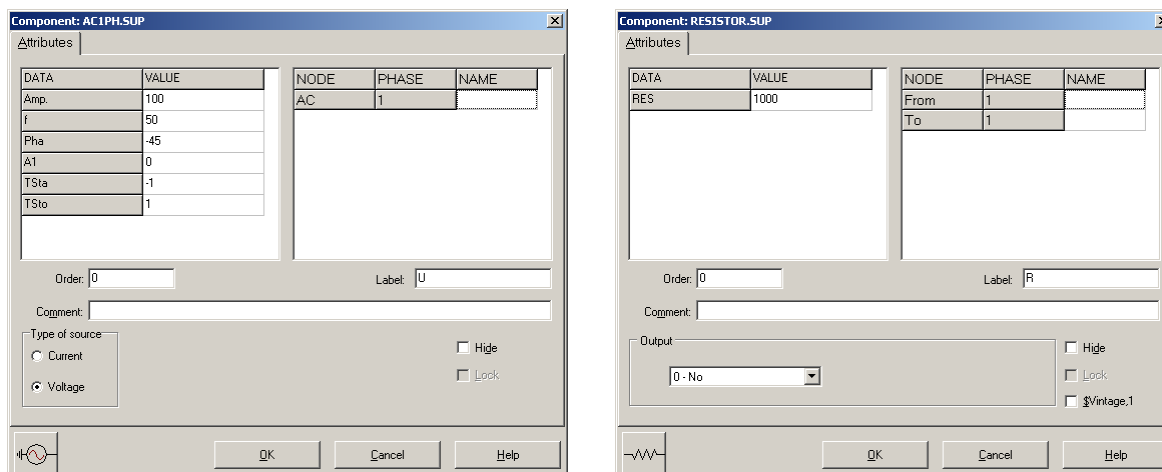 Component: AC1PH.SUP
Attributes
DATA VALUE
Amp. 100
f 50
Pha -45
A1 0
TSta -1
TSto 1
NODE PHASE NAME
AC 1
Order: 0 Label: U
Comment:
Type of source
Current
Voltage
Hide
Lock
OK Cancel Help
Component: RESISTOR.SUP
Attributes
DATA VALUE
RES 1000
NODE PHASE NAME
From 1
To 1
Order: 0 Label: R
Comment:
Output
0 - No
Hide
Lock
$Vintage,1
OK Cancel Help